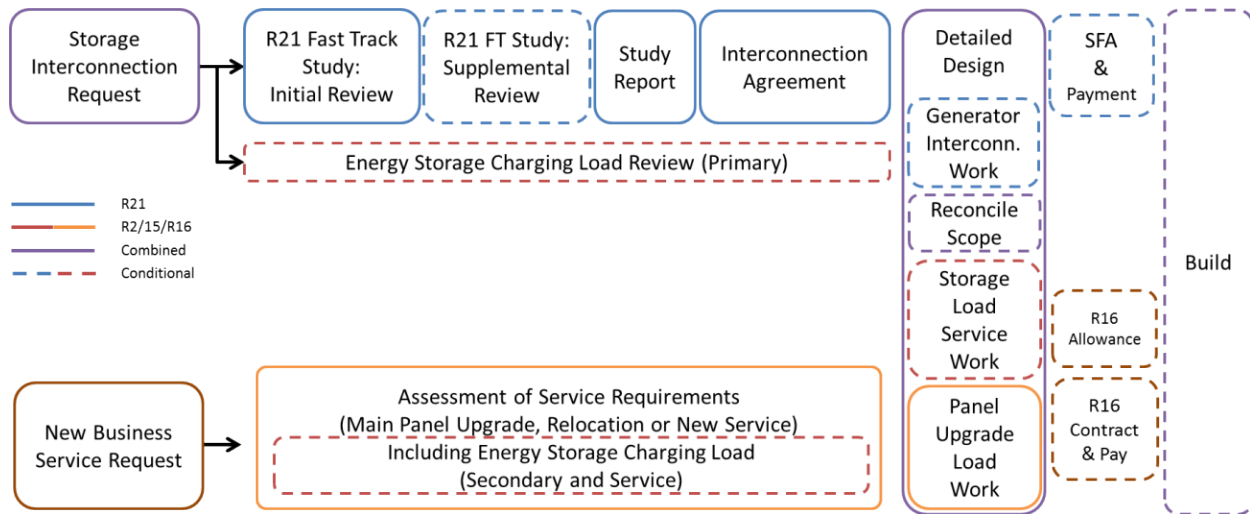 Storage
Interconnection
Request
R21 Fast Track
Study:
Initial Review
R21 FT Study:
Supplemental
Review
Study
Report
Interconnection
Agreement
Energy Storage Charging Load Review (Primary)
R21
R2/15/R16
Combined
Conditional
New Business
Service Request
Assessment of Service Requirements
(Main Panel Upgrade, Relocation or New Service)
Including Energy Storage Charging Load
(Secondary and Service)
Detailed
Design
Generator
Interconn.
Work
Reconcile
Scope
Storage
Load
Service
Work
Panel
Upgrade
Load
Work
SFA
&
Payment
R16
Allowance
R16
Contract
& Pay
Build